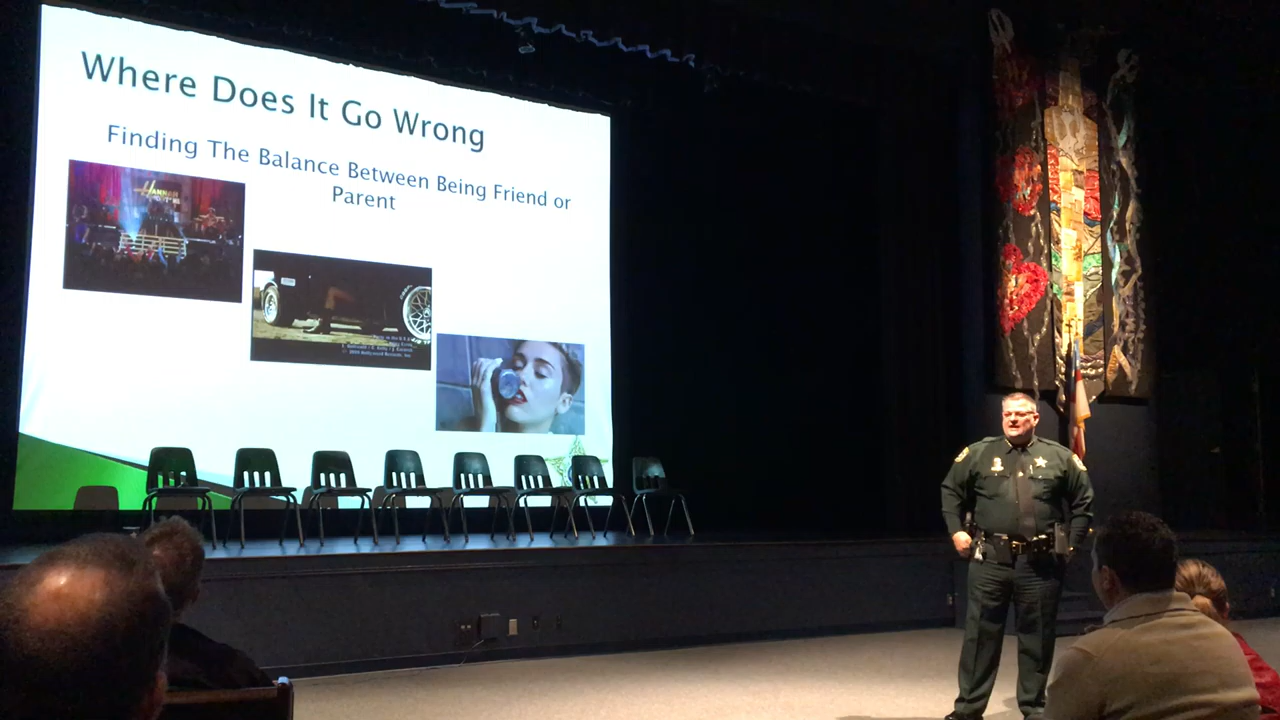 Where Does It Go Wrong
Finding The Balance Between Being Friend or
Parent
HANNAH